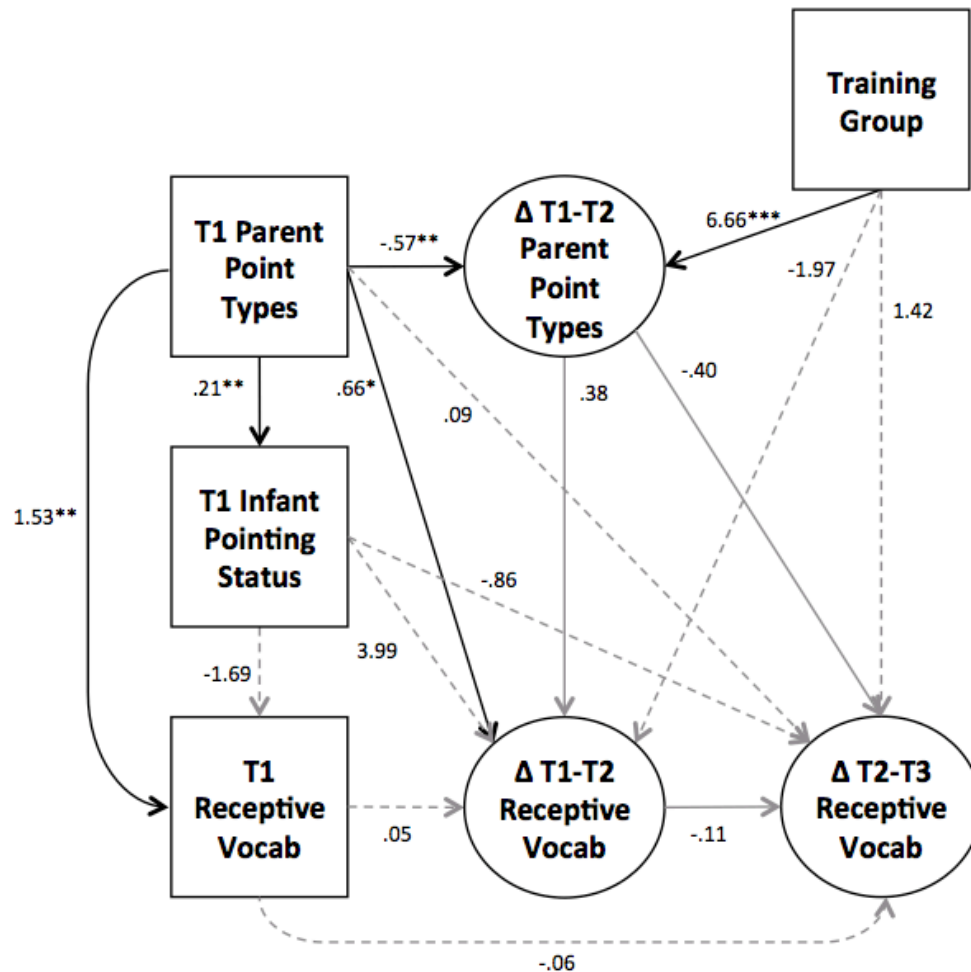 Training
Group
T1 Parent
Point
Types
Δ T1-T2
Parent
Point
Types
-.57**
6.66***
-1.97
1.42
.21**
.66*
.09
.38
-.40
1.53**
T1 Infant
Pointing
Status
-.86
3.99
-1.69
T1
Receptive
Vocab
.05
Δ T1-T2
Receptive
Vocab
-.11
Δ T2-T3
Receptive
Vocab
-.06